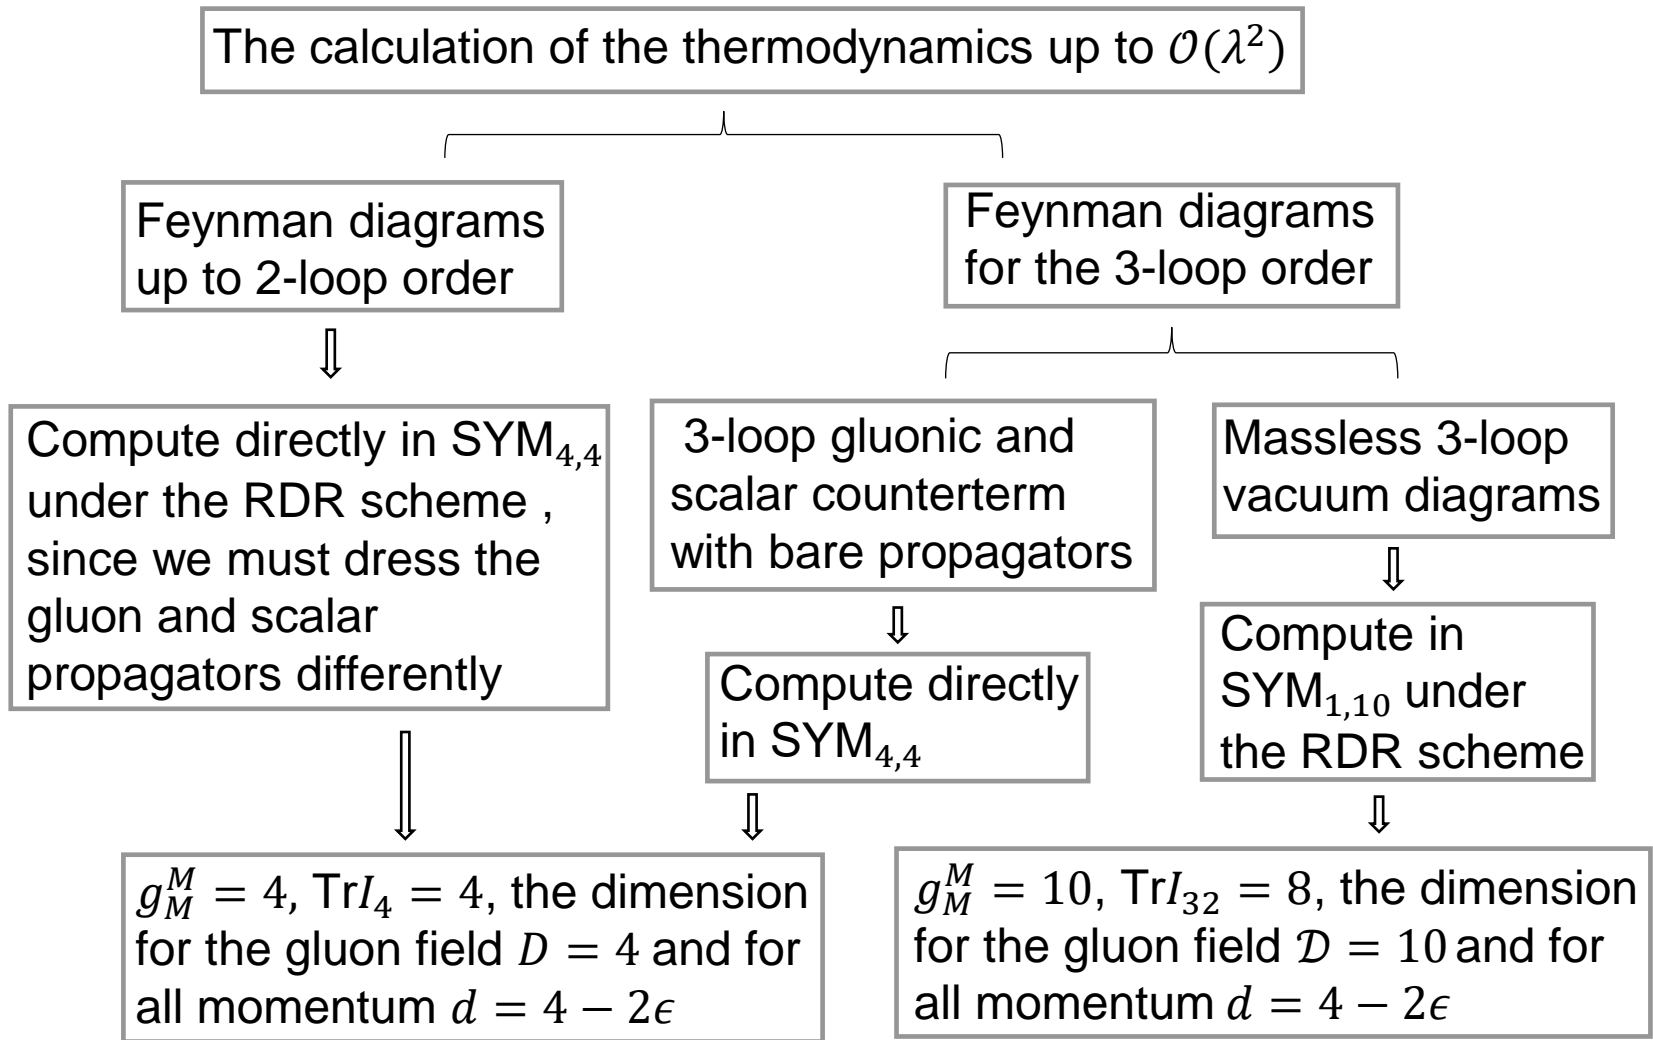 The calculation of the thermodynamics up to 𝒪(λ²)
Feynman diagrams
up to 2-loop order
Feynman diagrams
for the 3-loop order
Compute directly in SYM₄,₄
under the RDR scheme ,
since we must dress the
gluon and scalar
propagators differently
3-loop gluonic and
scalar counterterm
with bare propagators
Massless 3-loop
vacuum diagrams
Compute directly
in SYM₄,₄
Compute in
SYM₁,₁₀ under
the RDR scheme
g_M^M = 4, TrI₄ = 4, the dimension
for the gluon field D = 4 and for
all momentum d = 4 − 2ϵ
g_M^M = 10, TrI₃₂ = 8, the dimension
for the gluon field 𝒟 = 10 and for
all momentum d = 4 − 2ϵ